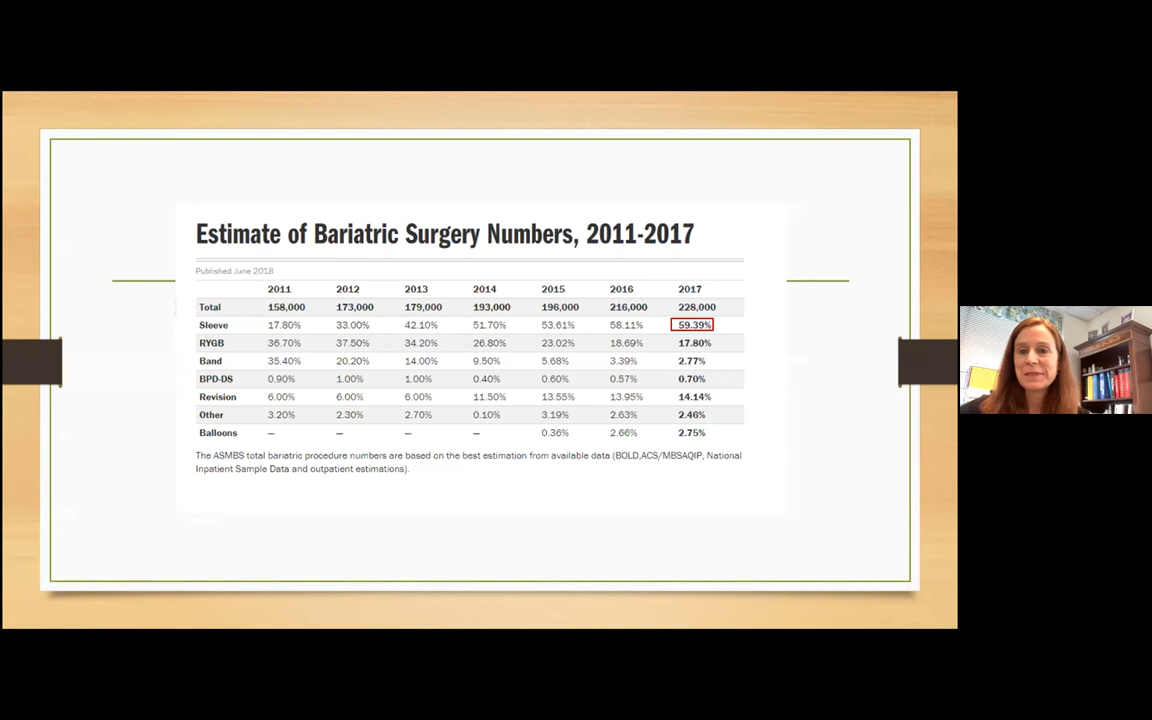 Estimate of Bariatric Surgery Numbers, 2011-2017
Published June 2018
2011 2012 2013 2014 2015 2016 2017
Total 158,000 173,000 179,000 193,000 196,000 216,000 228,000
Sleeve 17.80% 33.00% 42.10% 51.70% 53.61% 58.11% 59.39%
RYGB 36.70% 37.50% 34.20% 26.80% 23.02% 18.69% 17.80%
Band 35.40% 20.20% 14.00% 9.50% 5.68% 3.39% 2.77%
BPD-DS 0.90% 1.00% 1.00% 0.40% 0.60% 0.57% 0.70%
Revision 6.00% 6.00% 6.00% 11.50% 13.55% 13.95% 14.14%
Other 3.20% 2.30% 2.70% 0.10% 3.19% 2.63% 2.46%
Balloons — — — — 0.36% 2.66% 2.75%
The ASMBS total bariatric procedure numbers are based on the best estimation from available data (BOLD,ACS/MBSAQIP, National
Inpatient Sample Data and outpatient estimations).